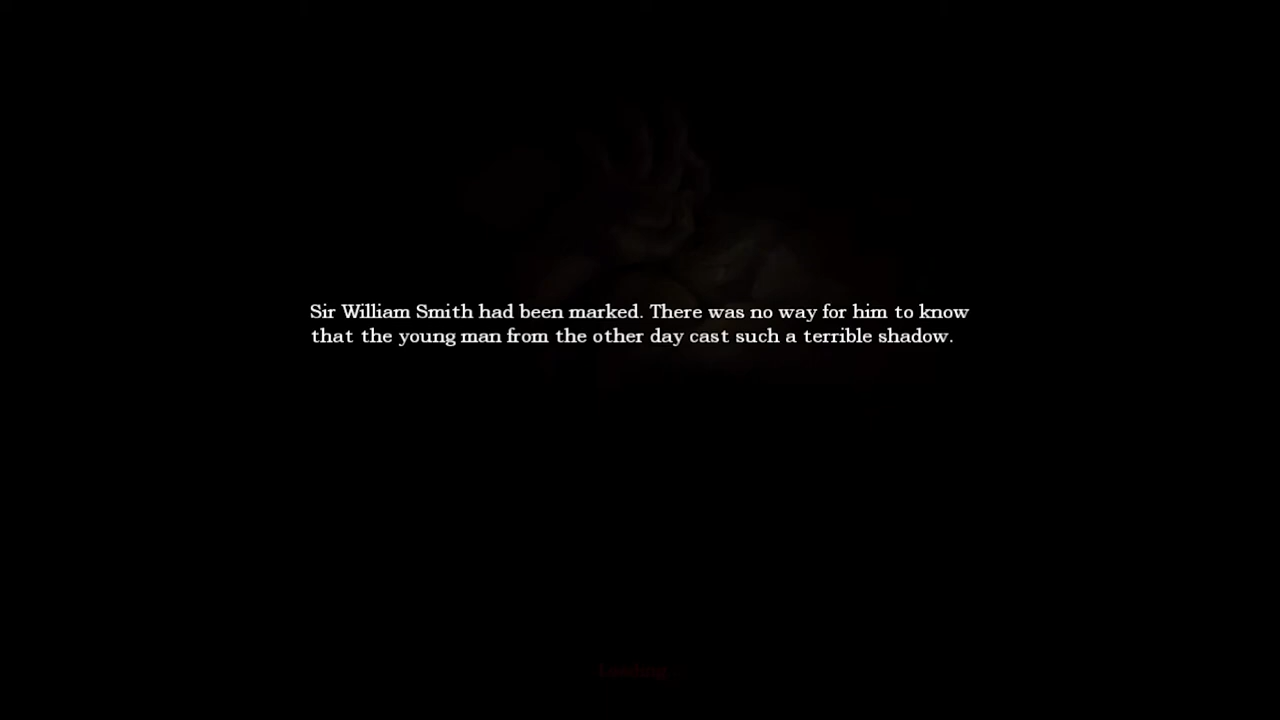 Sir William Smith had been marked. There was no way for him to know
that the young man from the other day cast such a terrible shadow.
Loading